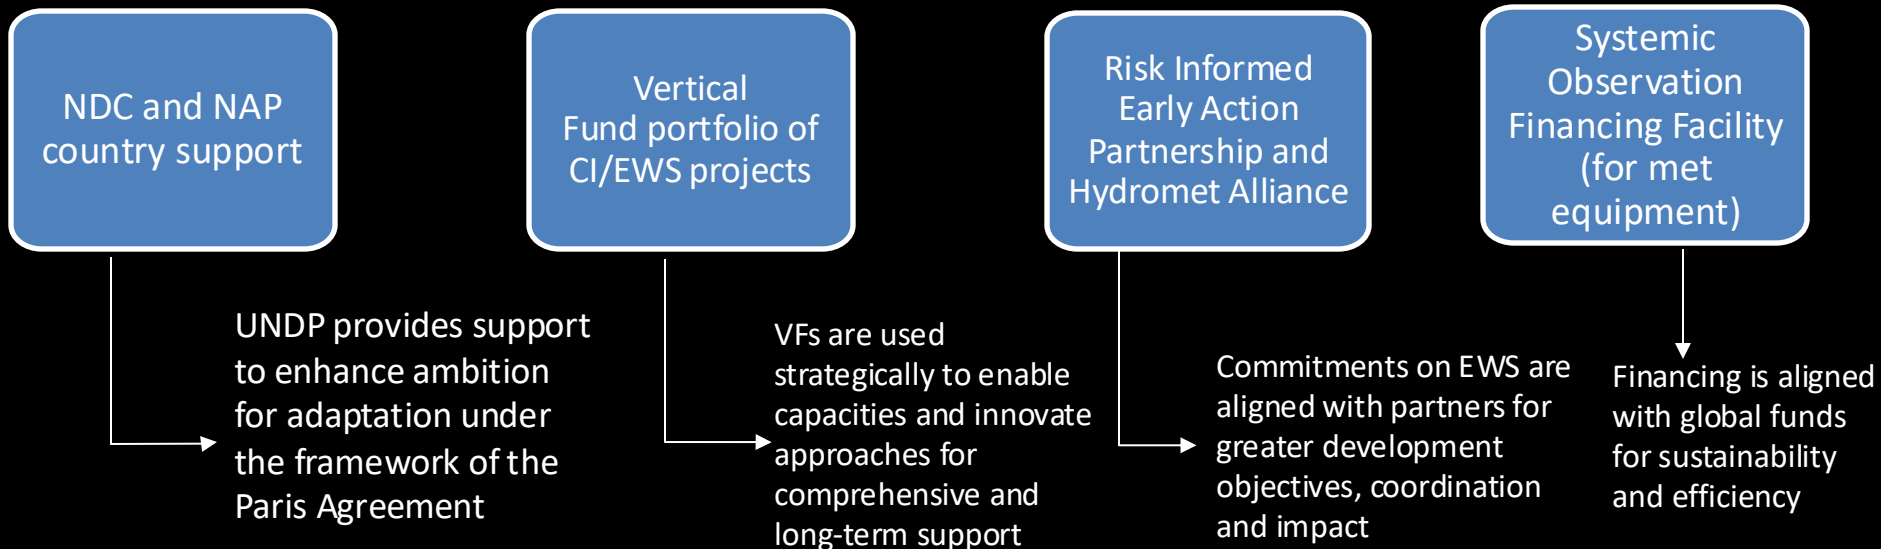 NDC and NAP
country support
Vertical
Fund portfolio of
CI/EWS projects
Risk Informed
Early Action
Partnership and
Hydromet Alliance
Systemic
Observation
Financing Facility
(for met
equipment)
UNDP provides support
to enhance ambition
for adaptation under
the framework of the
Paris Agreement
VFs are used
strategically to enable
capacities and innovate
approaches for
comprehensive and
long-term support
Commitments on EWS are
aligned with partners for
greater development
objectives, coordination
and impact
Financing is aligned
with global funds
for sustainability
and efficiency